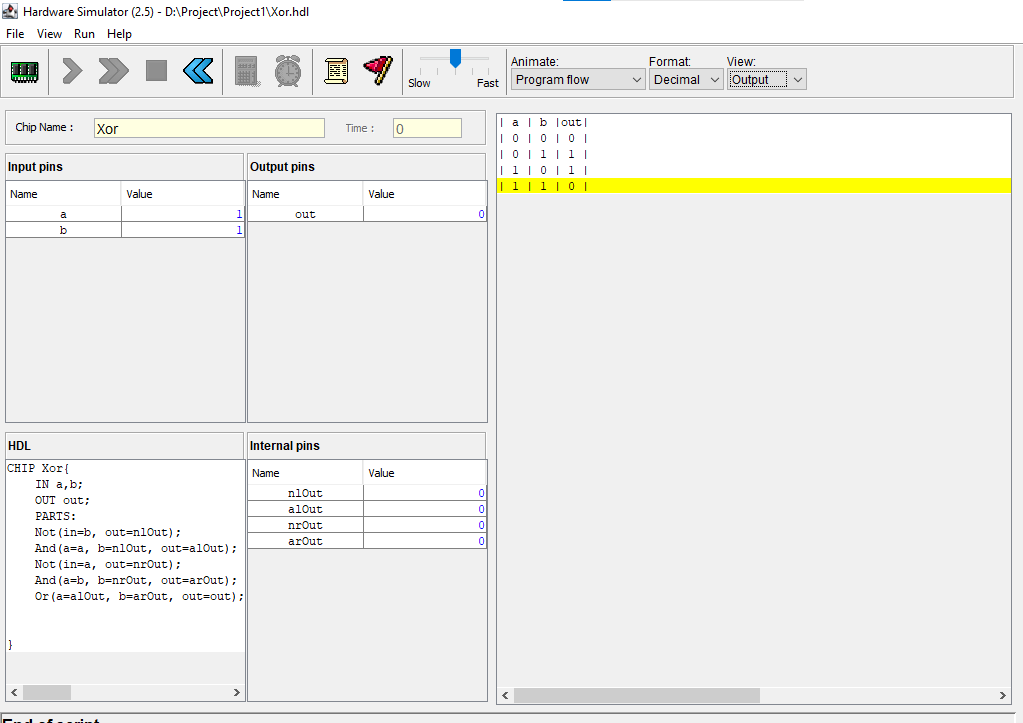 Hardware Simulator (2.5) - D:\Project\Project1\Xor.hdl
File View Run Help
Slow Fast
Animate: Format: View:
Program flow Decimal Output
Chip Name : Xor Time : 0
Input pins
Name Value
a 1
b 1
Output pins
Name Value
out 0
| a | b |out|
| 0 | 0 | 0 |
| 0 | 1 | 1 |
| 1 | 0 | 1 |
| 1 | 1 | 0 |
HDL
CHIP Xor{
    IN a,b;
    OUT out;
    PARTS:
    Not(in=b, out=nlOut);
    And(a=a, b=nlOut, out=alOut);
    Not(in=a, out=nrOut);
    And(a=b, b=nrOut, out=arOut);
    Or(a=alOut, b=arOut, out=out);
}
Internal pins
Name Value
nlOut 0
alOut 0
nrOut 0
arOut 0
End of script